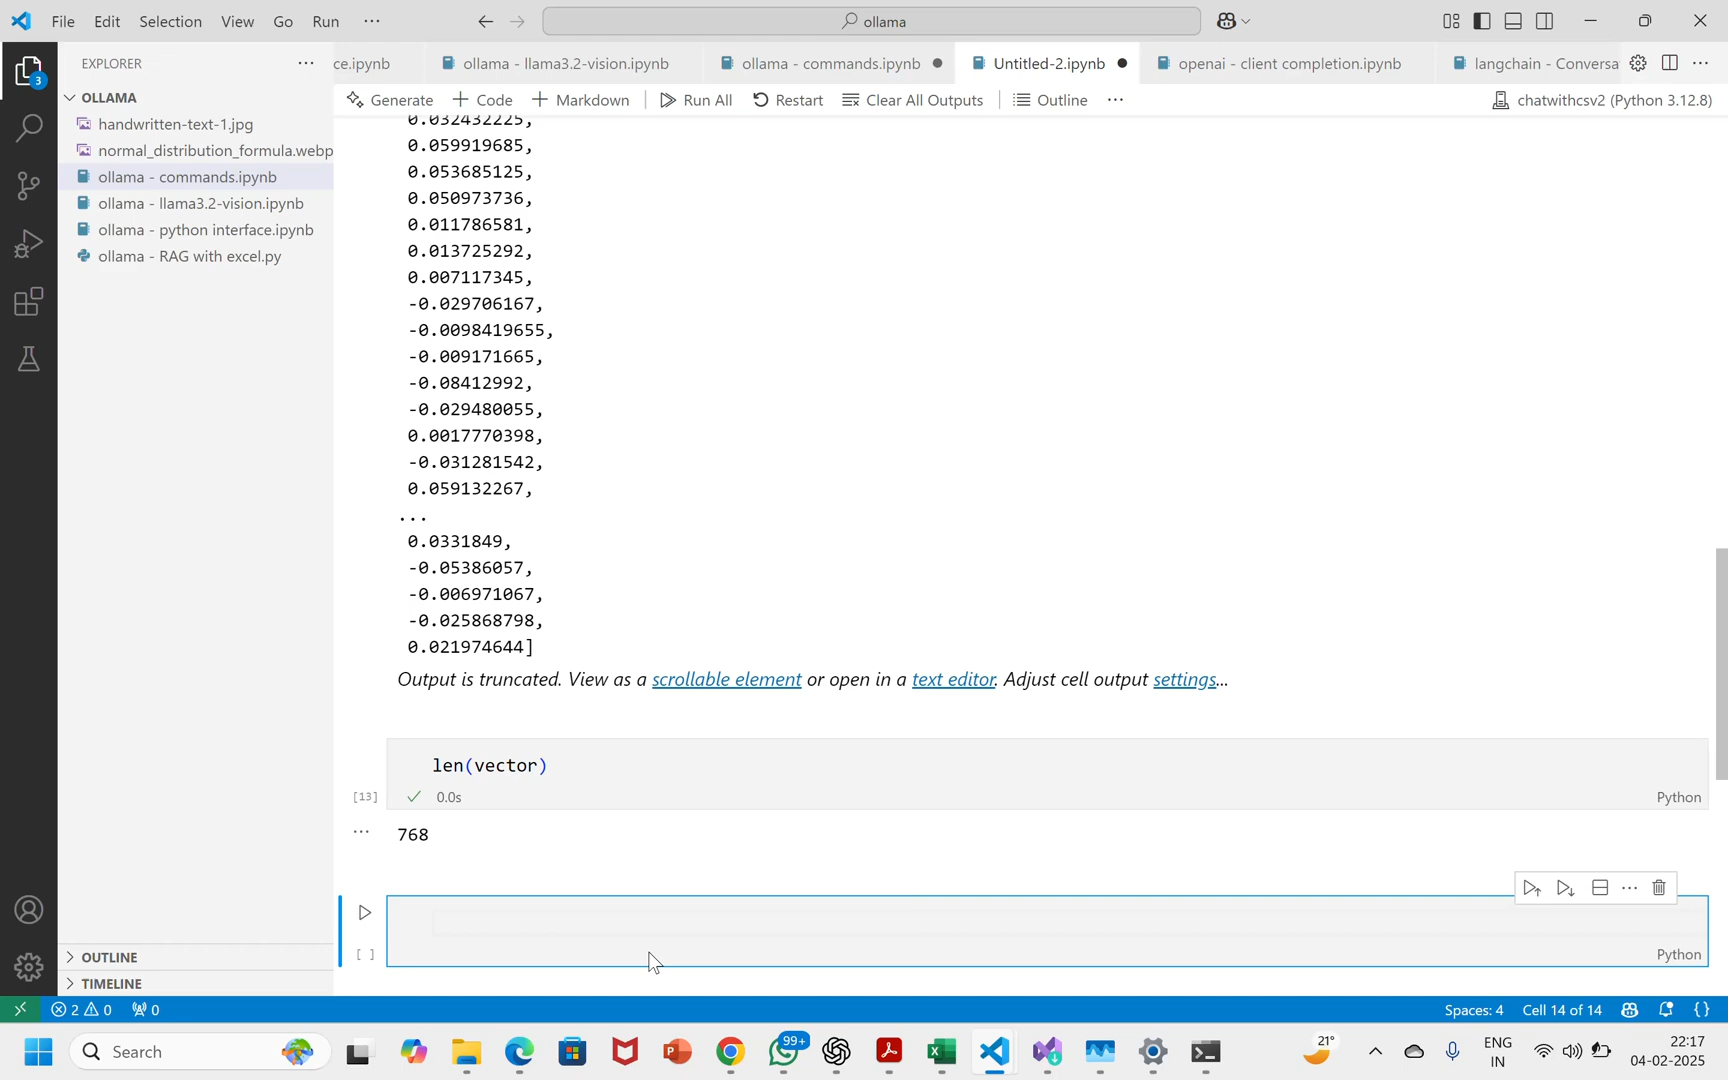 File Edit Selection View Go Run ... ollama
EXPLORER ...
OLLAMA
handwritten-text-1.jpg
normal_distribution_formula.webp
ollama - commands.ipynb
ollama - llama3.2-vision.ipynb
ollama - python interface.ipynb
ollama - RAG with excel.py
OUTLINE
TIMELINE
ce.ipynb ollama - llama3.2-vision.ipynb ollama - commands.ipynb Untitled-2.ipynb openai - client completion.ipynb langchain - Conversa ...
Generate + Code + Markdown Run All Restart Clear All Outputs Outline ... chatwithcsv2 (Python 3.12.8)
0.032432225,
0.059919685,
0.053685125,
0.050973736,
0.011786581,
0.013725292,
0.007117345,
-0.029706167,
-0.0098419655,
-0.009171665,
-0.08412992,
-0.029480055,
0.0017770398,
-0.031281542,
0.059132267,
...
0.0331849,
-0.05386057,
-0.006971067,
-0.025868798,
0.021974644]
Output is truncated. View as a scrollable element or open in a text editor. Adjust cell output settings...
len(vector)
[13] 0.0s Python
... 768
[ ] Python
3
2 0 0 Spaces: 4 Cell 14 of 14 { }
Search 99+ 21° ENG IN 22:17 04-02-2025